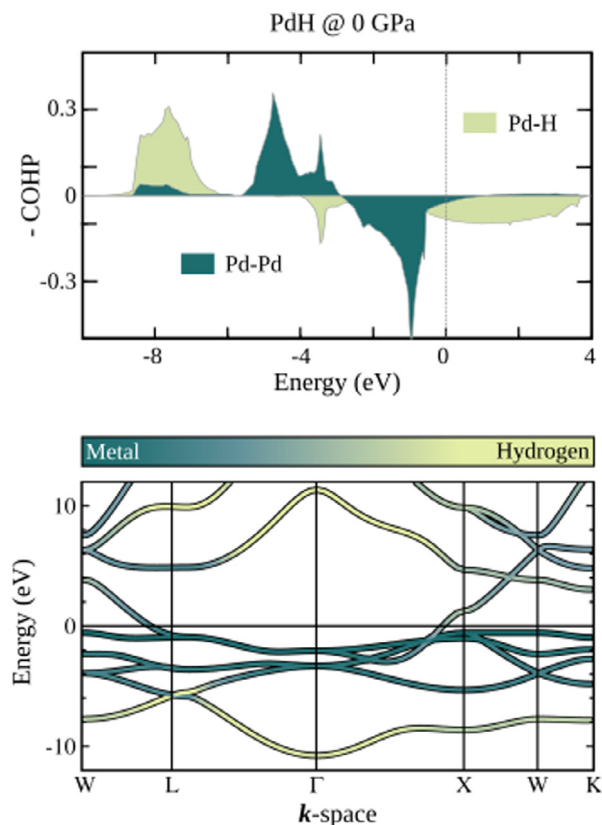 PdH @ 0 GPa
0.3
Pd-H
0
- COHP
Pd-Pd
-0.3
-8 -4 0 4
Energy (eV)
Metal Hydrogen
10
0
Energy (eV)
-10
W L Γ X W K
k-space